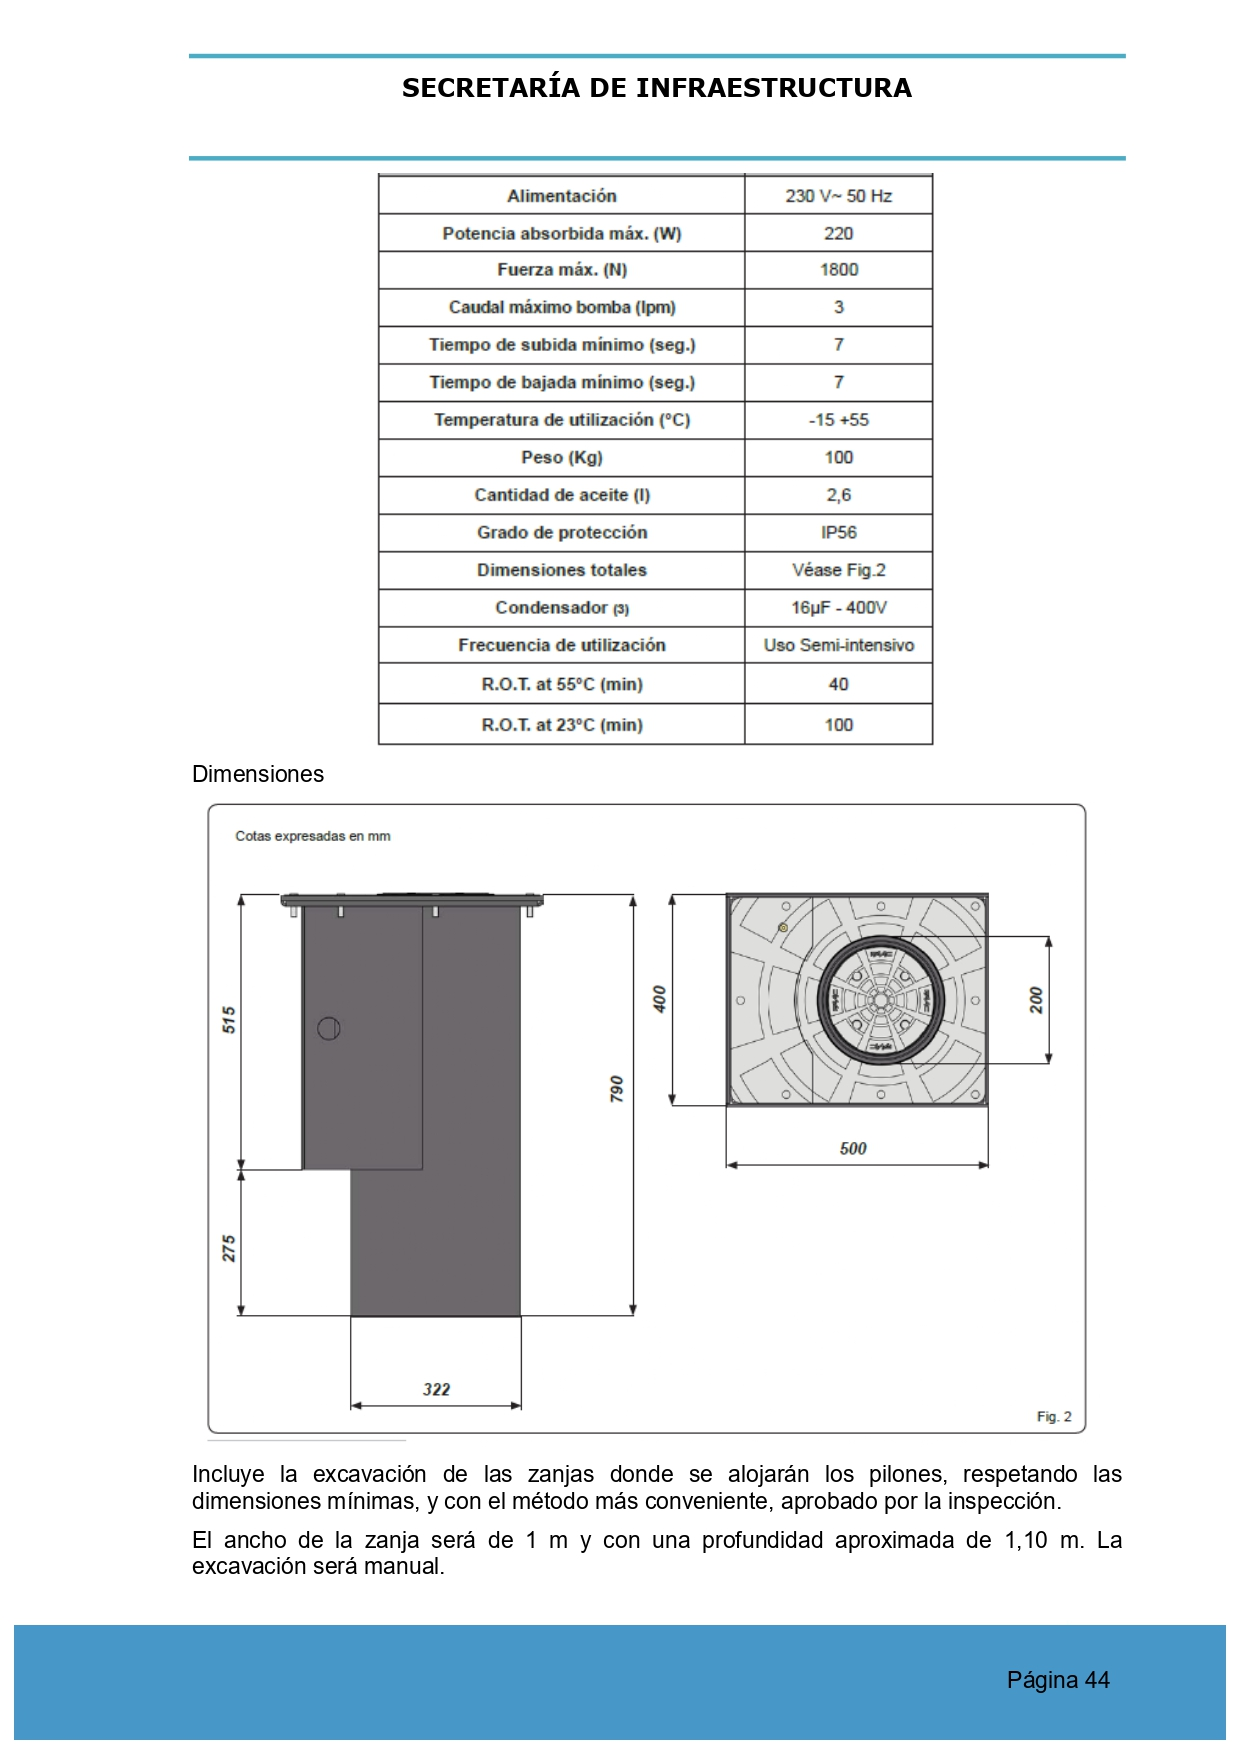 SECRETARÍA DE INFRAESTRUCTURA
Alimentación 230 V~ 50 Hz
Potencia absorbida máx. (W) 220
Fuerza máx. (N) 1800
Caudal máximo bomba (lpm) 3
Tiempo de subida mínimo (seg.) 7
Tiempo de bajada mínimo (seg.) 7
Temperatura de utilización (°C) -15 +55
Peso (Kg) 100
Cantidad de aceite (l) 2,6
Grado de protección IP56
Dimensiones totales Véase Fig.2
Condensador (3) 16µF - 400V
Frecuencia de utilización Uso Semi-intensivo
R.O.T. at 55°C (min) 40
R.O.T. at 23°C (min) 100
Dimensiones
Cotas expresadas en mm
515
275
790
322
400
200
500
Fig. 2
Incluye la excavación de las zanjas donde se alojarán los pilones, respetando las
dimensiones mínimas, y con el método más conveniente, aprobado por la inspección.
El ancho de la zanja será de 1 m y con una profundidad aproximada de 1,10 m. La
excavación será manual.
Página 44